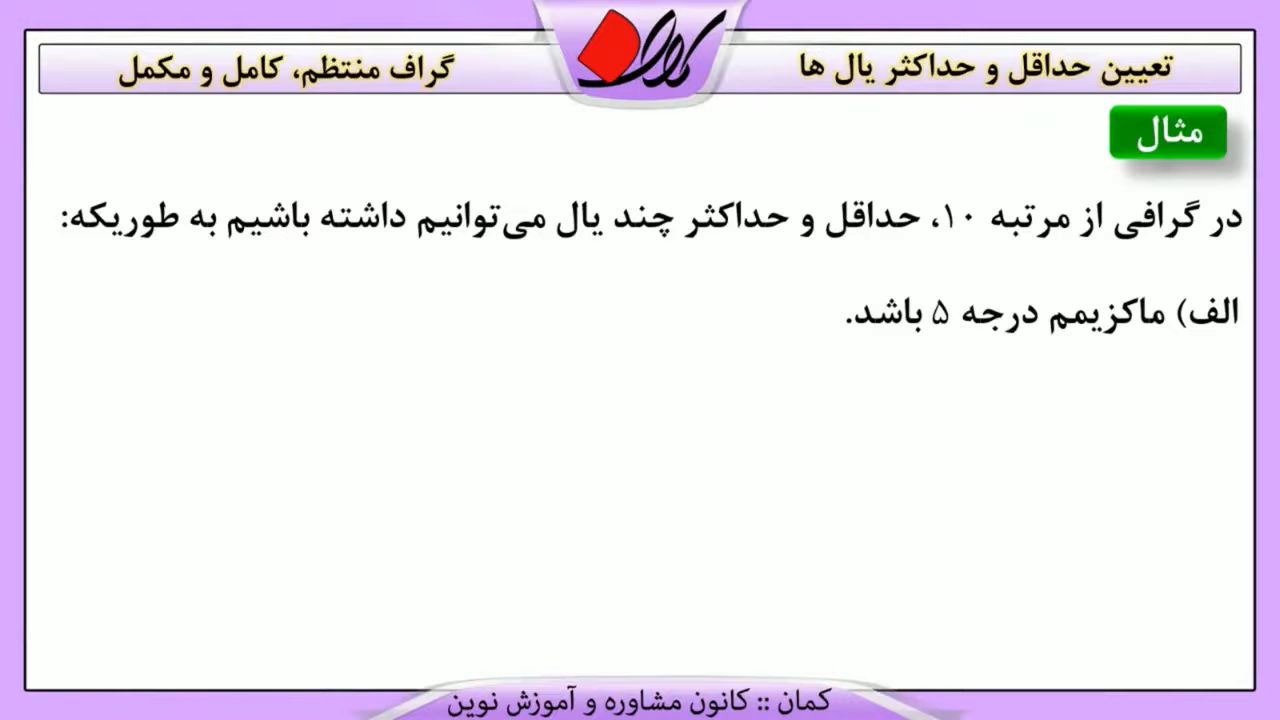 تعیین حداقل و حداکثر یال ها
کمان
گراف منتظم، کامل و مکمل
مثال
در گرافی از مرتبه ۱۰، حداقل و حداکثر چند یال می‌توانیم داشته باشیم به طوریکه:
الف) ماکزیمم درجه ۵ باشد.
کمان :: کانون مشاوره و آموزش نوین